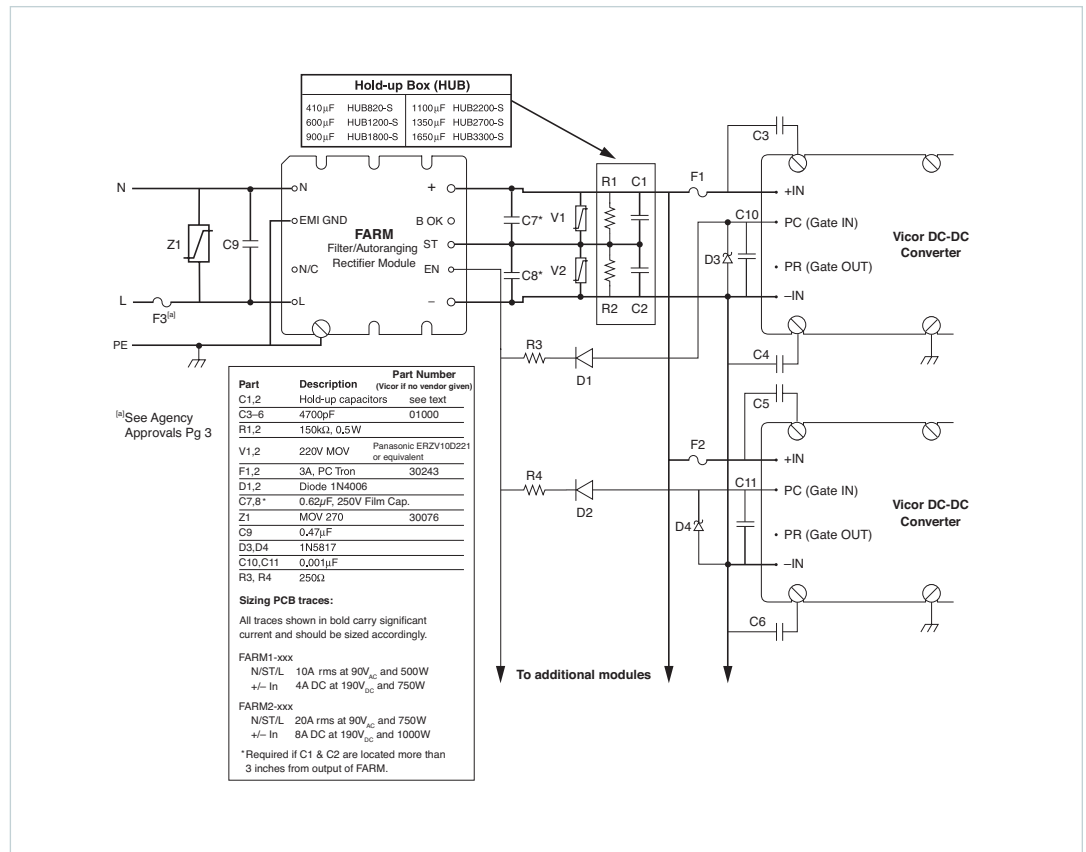 Hold-up Box (HUB)
410µF HUB820-S 1100µF HUB2200-S
600µF HUB1200-S 1350µF HUB2700-S
900µF HUB1800-S 1650µF HUB3300-S
N
Z1
C9
L
F3[a]
PE
N
EMI GND
N/C
L
FARM
Filter/Autoranging
Rectifier Module
+
B OK
ST
EN
–
C7*
C8*
V1
V2
R1 C1
R2 C2
F1
C3
+IN
C10
PC (Gate IN)
D3
PR (Gate OUT)
–IN
Vicor DC-DC
Converter
C4
R3
D1
C5
F2
+IN
C11
PC (Gate IN)
D4
PR (Gate OUT)
–IN
Vicor DC-DC
Converter
C6
R4
D2
To additional modules
[a]See Agency
Approvals Pg 3
Part Description Part Number
(Vicor if no vendor given)
C1,2 Hold-up capacitors see text
C3–6 4700pF 01000
R1,2 150kΩ, 0.5W
V1,2 220V MOV Panasonic ERZV10D221
or equivalent
F1,2 3A, PC Tron 30243
D1,2 Diode 1N4006
C7,8* 0.62µF, 250V Film Cap.
Z1 MOV 270 30076
C9 0.47µF
D3,D4 1N5817
C10,C11 0.001µF
R3, R4 250Ω
Sizing PCB traces:
All traces shown in bold carry significant
current and should be sized accordingly.
FARM1-xxx
N/ST/L 10A rms at 90VAC and 500W
+/– In 4A DC at 190VDC and 750W
FARM2-xxx
N/ST/L 20A rms at 90VAC and 750W
+/– In 8A DC at 190VDC and 1000W
*Required if C1 & C2 are located more than
3 inches from output of FARM.